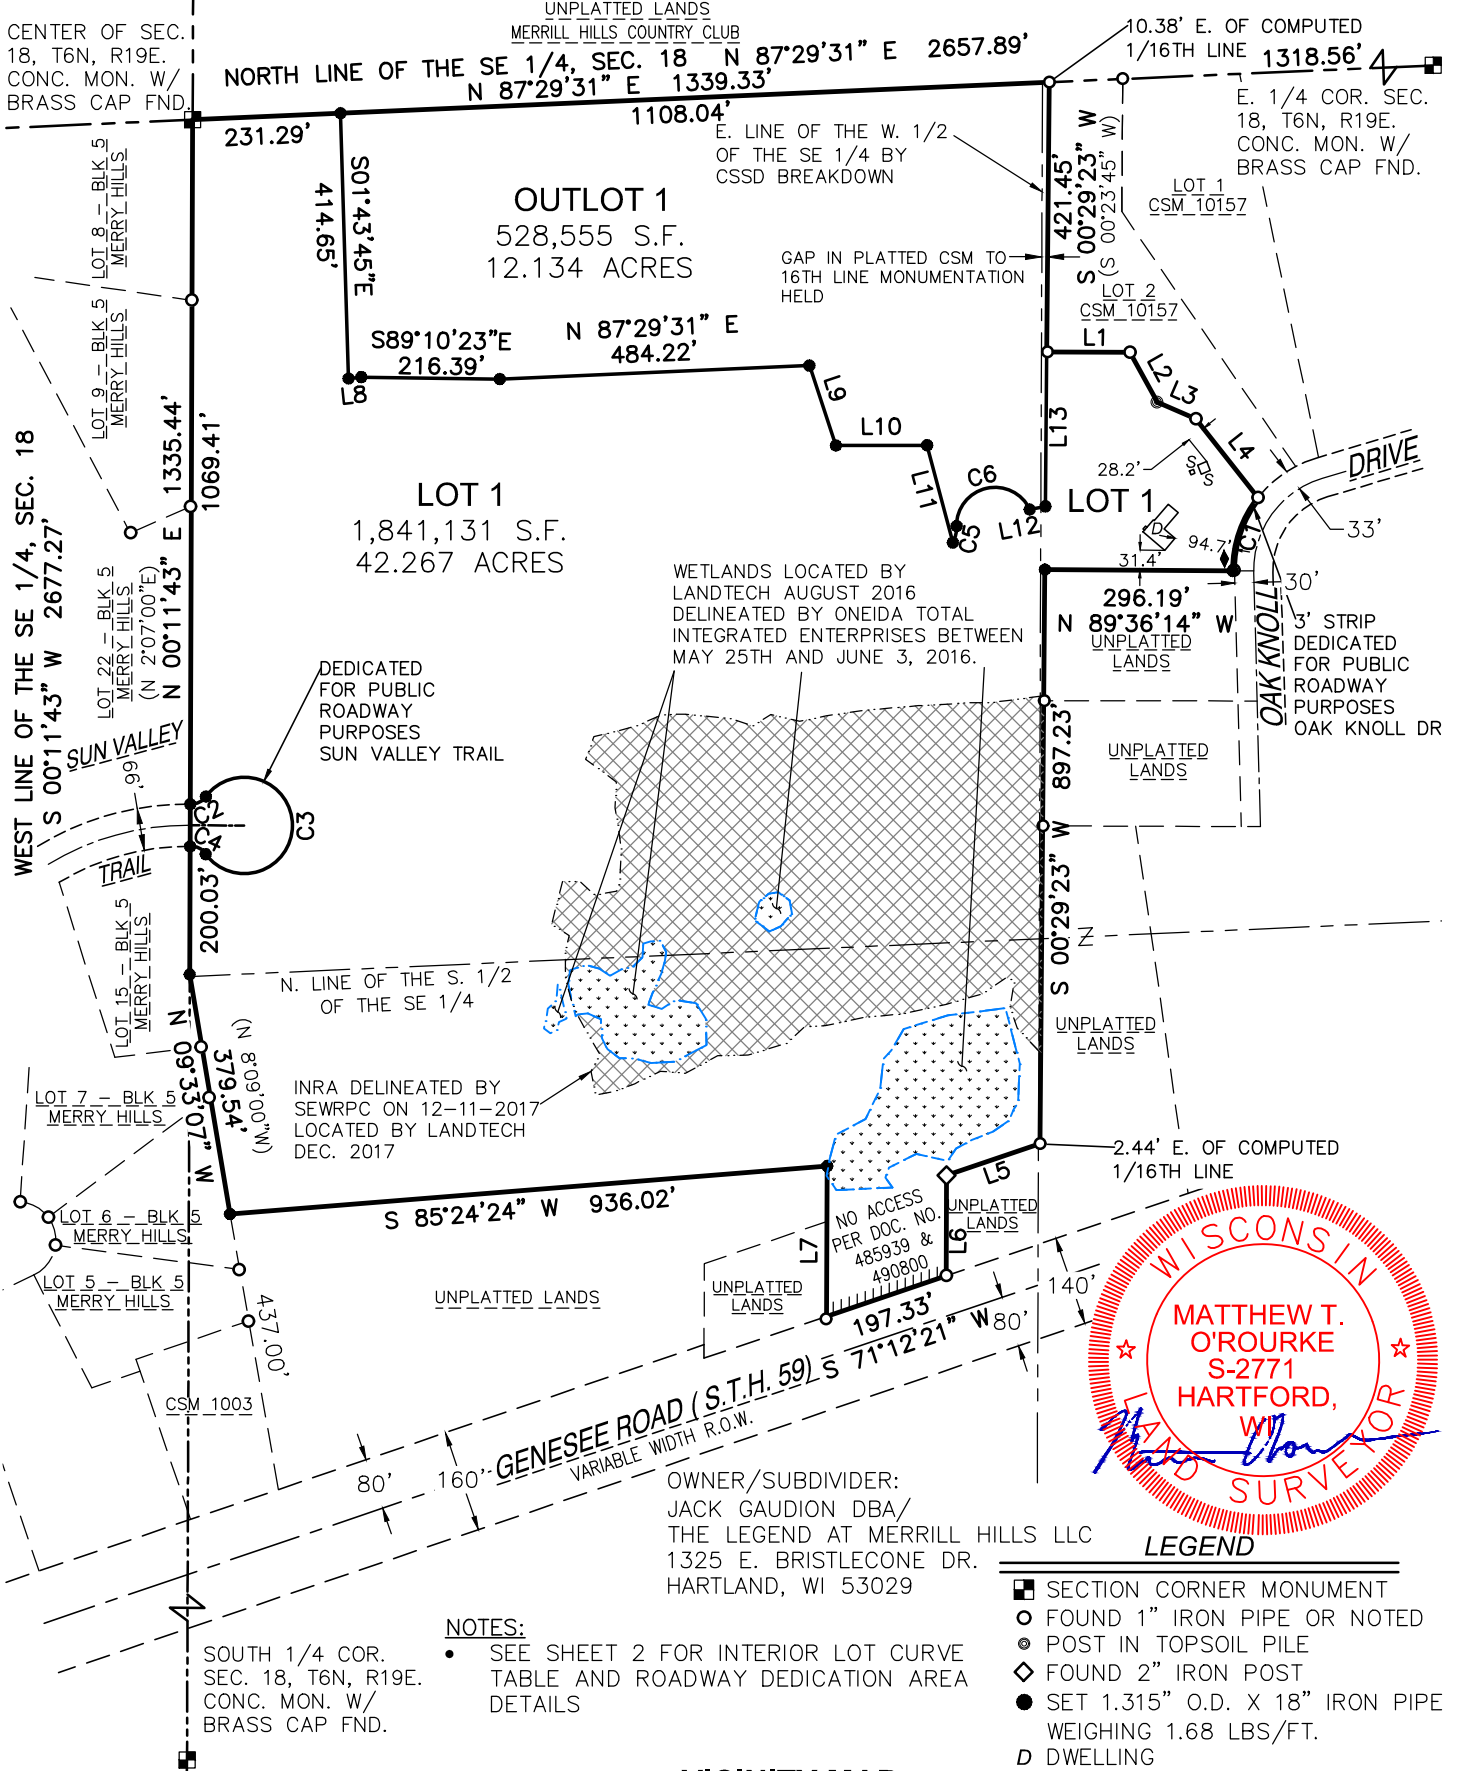 UNPLATTED LANDS
MERRILL HILLS COUNTRY CLUB
CENTER OF SEC.
18, T6N, R19E.
CONC. MON. W/
BRASS CAP FND.
NORTH LINE OF THE SE 1/4, SEC. 18 N 87°29'31" E 2657.89'
N 87°29'31" E 1339.33'
231.29'
1108.04'
10.38' E. OF COMPUTED
1/16TH LINE
1318.56'
E. 1/4 COR. SEC.
18, T6N, R19E.
CONC. MON. W/
BRASS CAP FND.
E. LINE OF THE W. 1/2
OF THE SE 1/4 BY
CSSD BREAKDOWN
421.45'
S 00°29'23" W
(S 00°23'45" W)
LOT 1
CSM 10157
LOT 8 – BLK 5
MERRY HILLS
S01°43'45"E
414.65'
OUTLOT 1
528,555 S.F.
12.134 ACRES
GAP IN PLATTED CSM TO
16TH LINE MONUMENTATION
HELD
LOT 2
CSM 10157
LOT 9 – BLK 5
MERRY HILLS
S89°10'23"E
216.39'
N 87°29'31" E
484.22'
L8
L9
L10
L11
L12
L13
L1
L2
L3
L4
C5
C6
28.2'
S
S
DRIVE
33'
WEST LINE OF THE SE 1/4, SEC. 18
S 00°11'43" W 2677.27'
N 00°11'43" E 1335.44'
1069.41'
(N 2°07'00"E)
LOT 22 – BLK 5
MERRY HILLS
LOT 1
1,841,131 S.F.
42.267 ACRES
LOT 1
D
94.7'
31.4'
C1
30'
296.19'
N 89°36'14" W
UNPLATTED
LANDS
OAK KNOLL
3' STRIP
DEDICATED
FOR PUBLIC
ROADWAY
PURPOSES
OAK KNOLL DR
WETLANDS LOCATED BY
LANDTECH AUGUST 2016
DELINEATED BY ONEIDA TOTAL
INTEGRATED ENTERPRISES BETWEEN
MAY 25TH AND JUNE 3, 2016.
DEDICATED
FOR PUBLIC
ROADWAY
PURPOSES
SUN VALLEY TRAIL
SUN VALLEY
TRAIL
66'
C2
C3
C4
200.03'
UNPLATTED
LANDS
897.23'
S 00°29'23" W
LOT 15 – BLK 5
MERRY HILLS
N. LINE OF THE S. 1/2
OF THE SE 1/4
UNPLATTED
LANDS
N 09°33'07" W
379.54'
(N 8°09'00"W)
LOT 7 – BLK 5
MERRY HILLS
INRA DELINEATED BY
SEWRPC ON 12–11–2017
LOCATED BY LANDTECH
DEC. 2017
2.44' E. OF COMPUTED
1/16TH LINE
L5
L6
L7
S 85°24'24" W 936.02'
NO ACCESS
PER DOC. NO.
485939 &
490800
UNPLATTED
LANDS
LOT 6 – BLK 5
MERRY HILLS
LOT 5 – BLK 5
MERRY HILLS
UNPLATTED LANDS
UNPLATTED
LANDS
197.33'
S 71°12'21" W
80'
140'
437.00'
CSM 1003
GENESEE ROAD (S.T.H. 59)
VARIABLE WIDTH R.O.W.
80'
160'
WISCONSIN
MATTHEW T.
O'ROURKE
S-2771
HARTFORD,
WI
LAND SURVEYOR
OWNER/SUBDIVIDER:
JACK GAUDION DBA/
THE LEGEND AT MERRILL HILLS LLC
1325 E. BRISTLECONE DR.
HARTLAND, WI 53029
LEGEND
SECTION CORNER MONUMENT
FOUND 1" IRON PIPE OR NOTED
POST IN TOPSOIL PILE
FOUND 2" IRON POST
SET 1.315" O.D. X 18" IRON PIPE
WEIGHING 1.68 LBS/FT.
D DWELLING
NOTES:
• SEE SHEET 2 FOR INTERIOR LOT CURVE
TABLE AND ROADWAY DEDICATION AREA
DETAILS
SOUTH 1/4 COR.
SEC. 18, T6N, R19E.
CONC. MON. W/
BRASS CAP FND.
VICINITY MAP